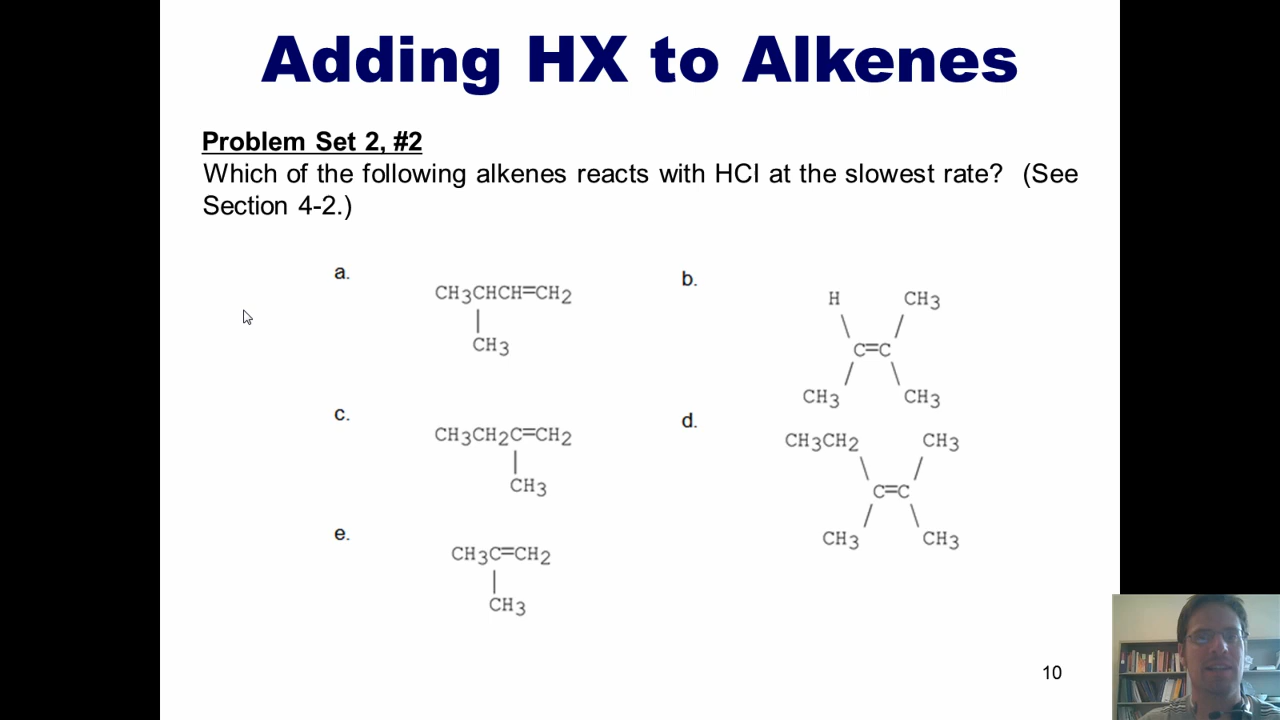 Adding HX to Alkenes
Problem Set 2, #2
Which of the following alkenes reacts with HCl at the slowest rate? (See
Section 4-2.)
a.
CH3CHCH=CH2
CH3
b.
H CH3
C=C
CH3 CH3
c.
CH3CH2C=CH2
CH3
d.
CH3CH2 CH3
C=C
CH3 CH3
e.
CH3C=CH2
CH3
10